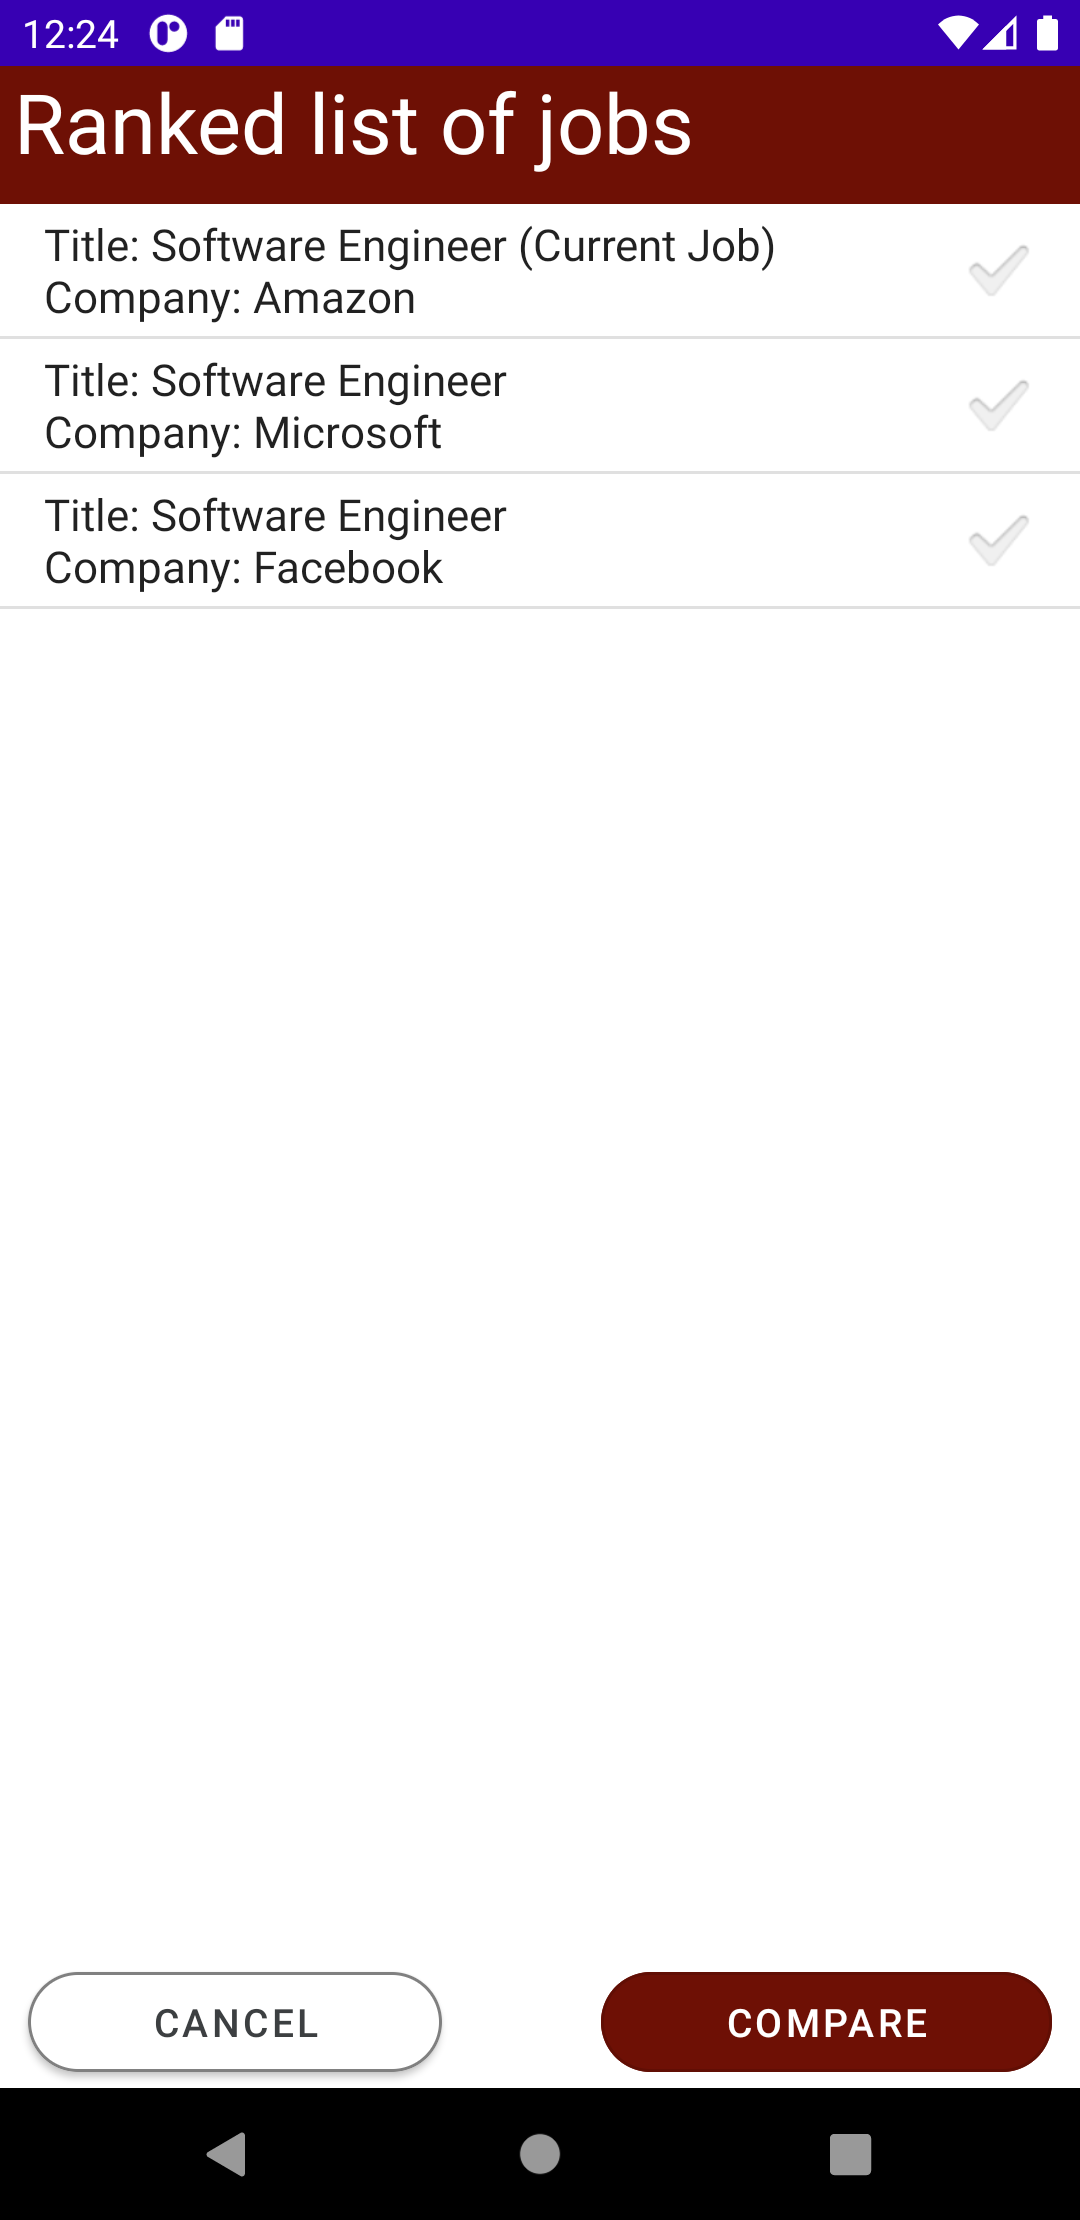 12:24
Ranked list of jobs
Title: Software Engineer (Current Job)
Company: Amazon
Title: Software Engineer
Company: Microsoft
Title: Software Engineer
Company: Facebook
CANCEL
COMPARE